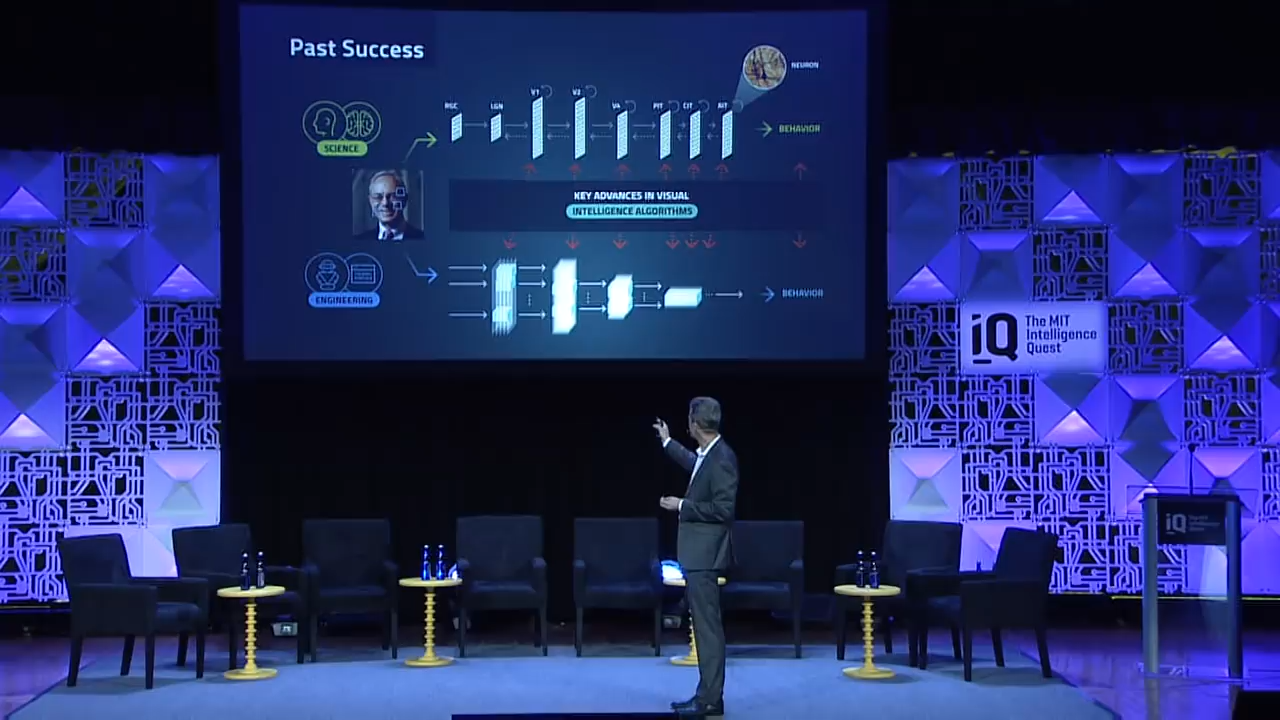 Past Success
NEURON
RGC LGN V1 V2 V4 PIT CIT AIT
BEHAVIOR
SCIENCE
KEY ADVANCES IN VISUAL
INTELLIGENCE ALGORITHMS
ENGINEERING
BEHAVIOR
iQ
The MIT
Intelligence
Quest
iQ